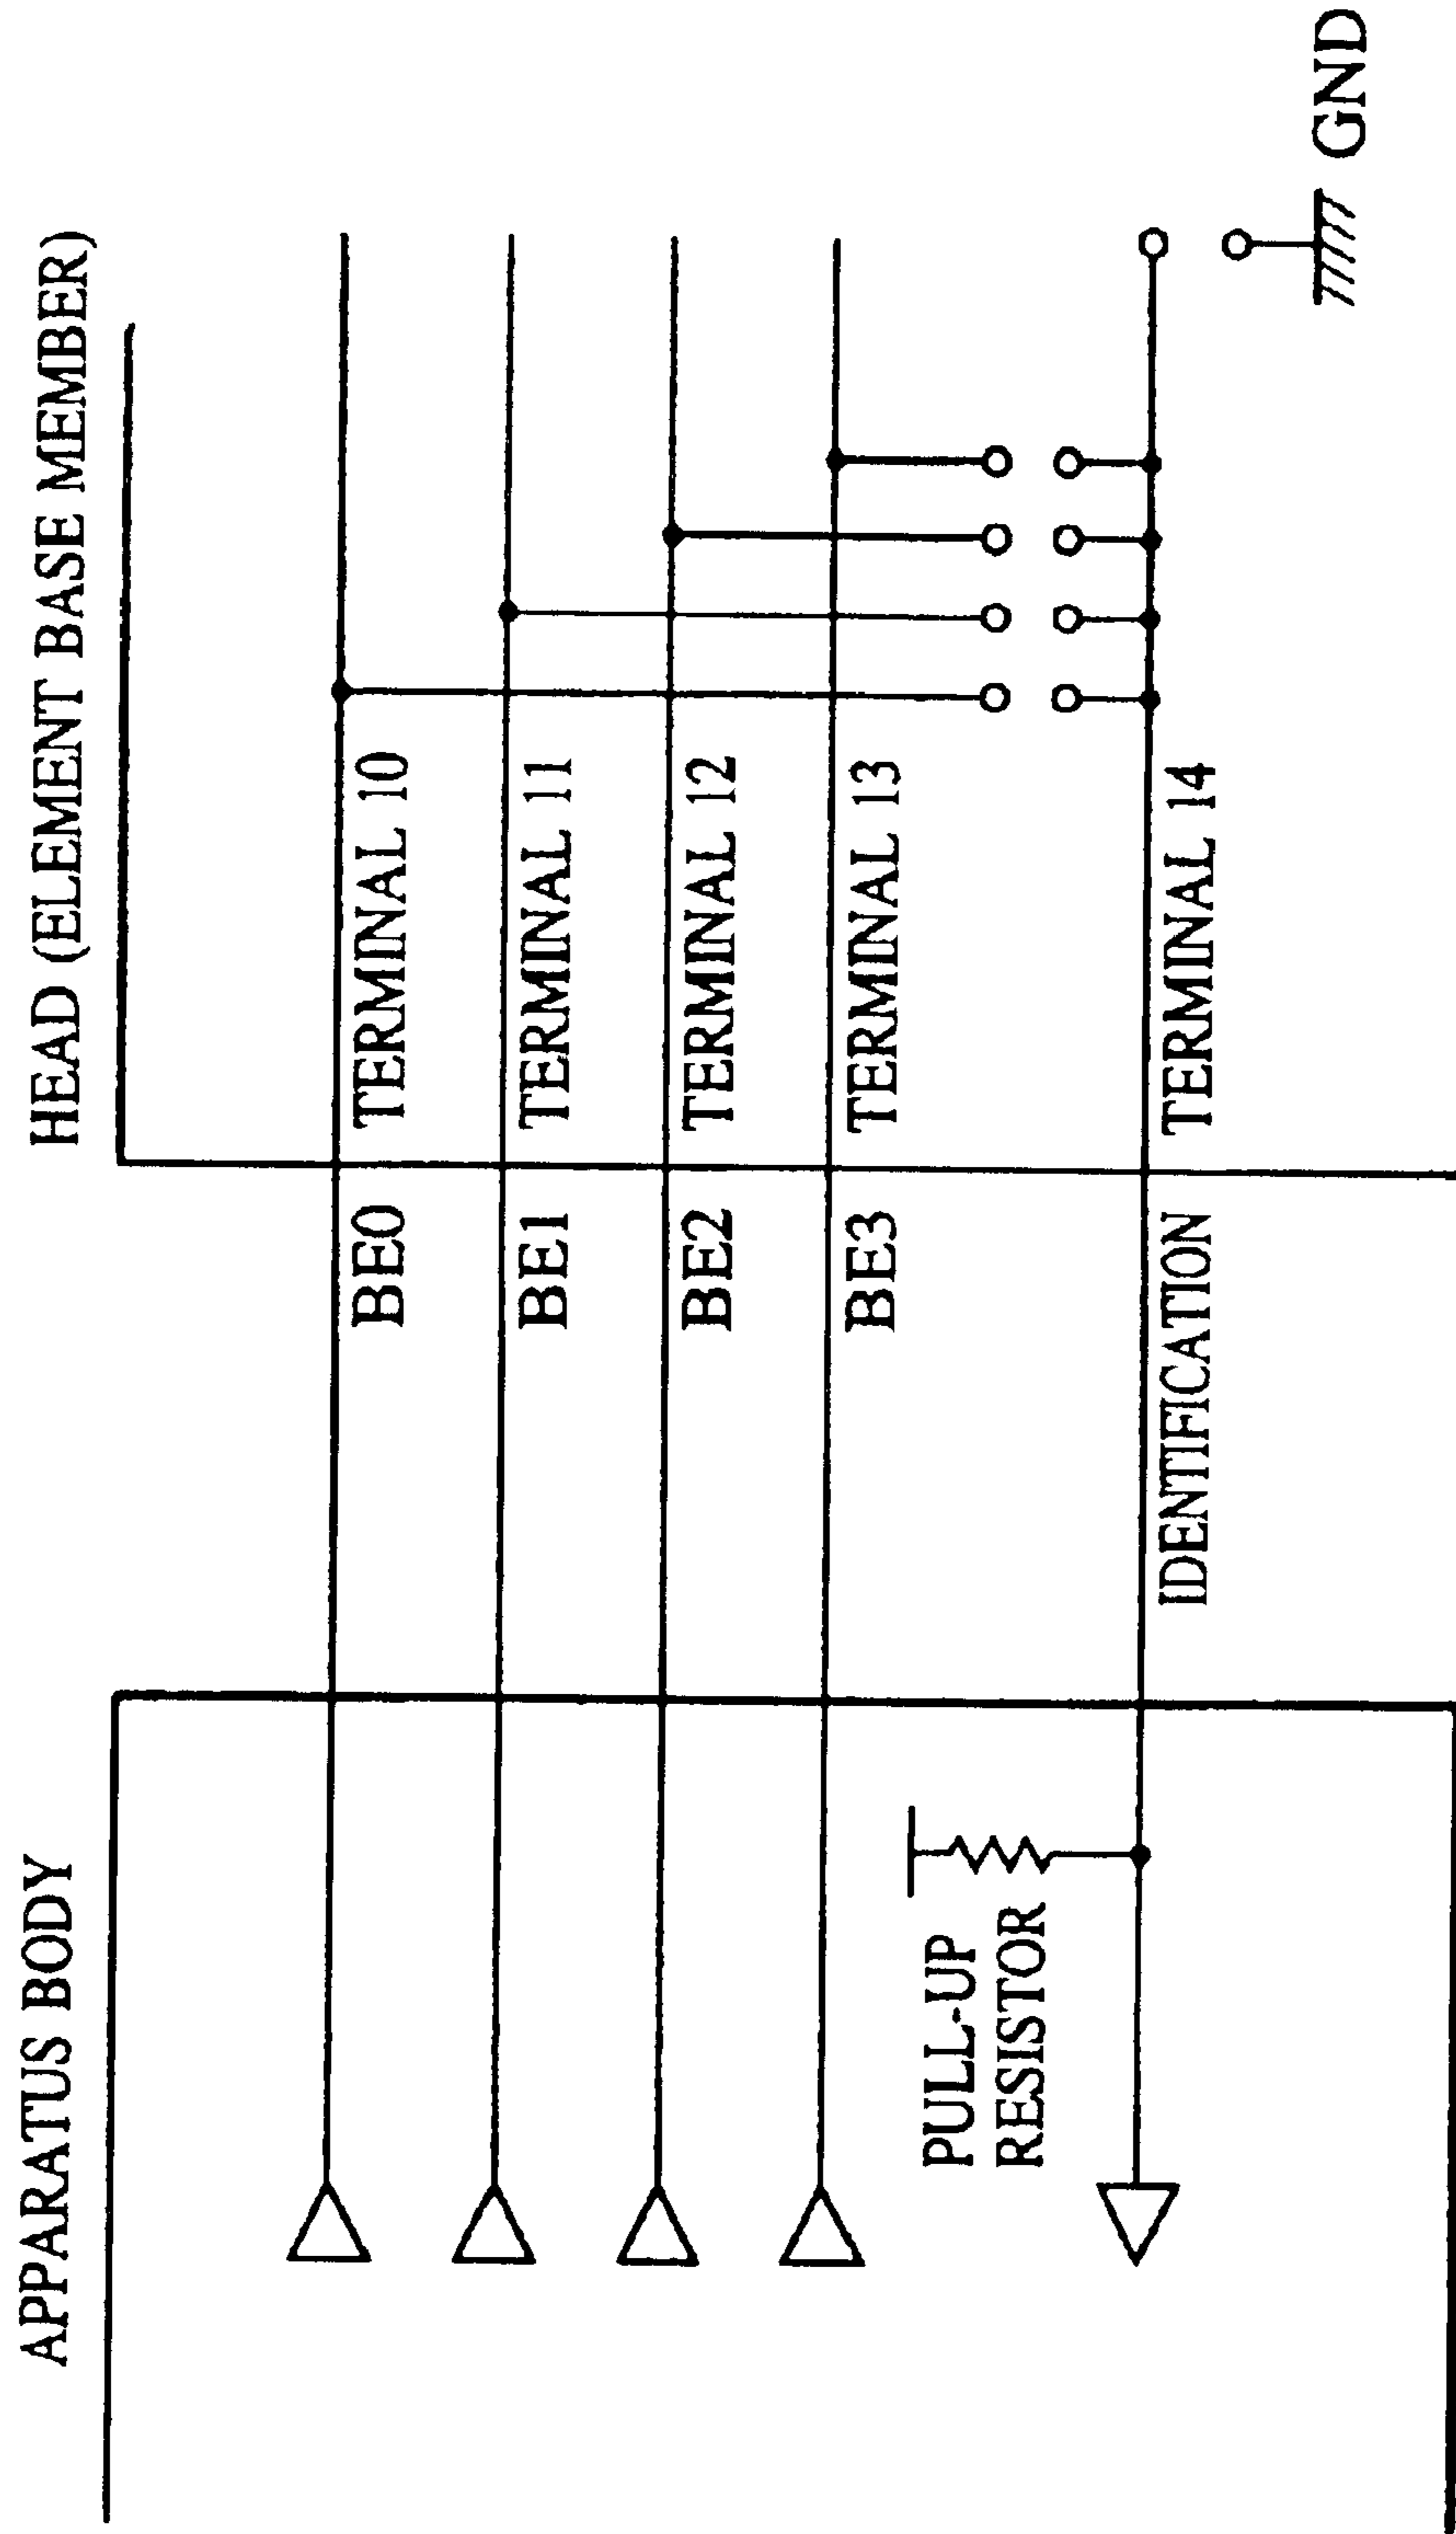 APPARATUS BODY
HEAD (ELEMENT BASE MEMBER)
BE0
TERMINAL 10
BE1
TERMINAL 11
BE2
TERMINAL 12
BE3
TERMINAL 13
PULL-UP
RESISTOR
IDENTIFICATION
TERMINAL 14
GND